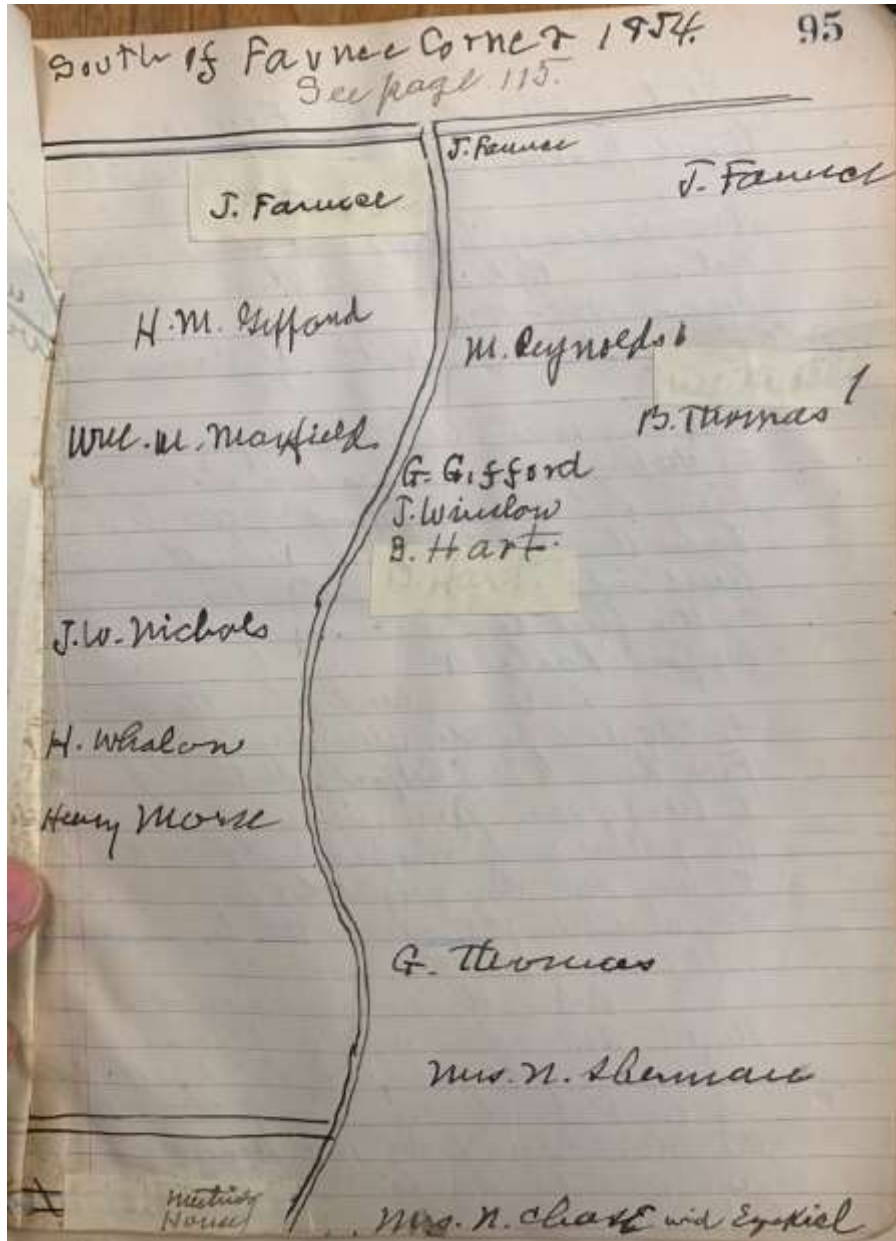 South of Faunce Corner 1854.
95
See page 115.
J. Faunce
J. Faunce
J. Faunce
H. M. Gifford
M. Reynolds
B. Thomas
Wm. M. Maxfield
G. Gifford
J. Winslow
B. Hart
J. W. Nichols
H. Whalon
Henry Morse
G. Thomas
Mrs. N. Sherman
Meeting
House
Mrs. N. Chase wid Ezekiel